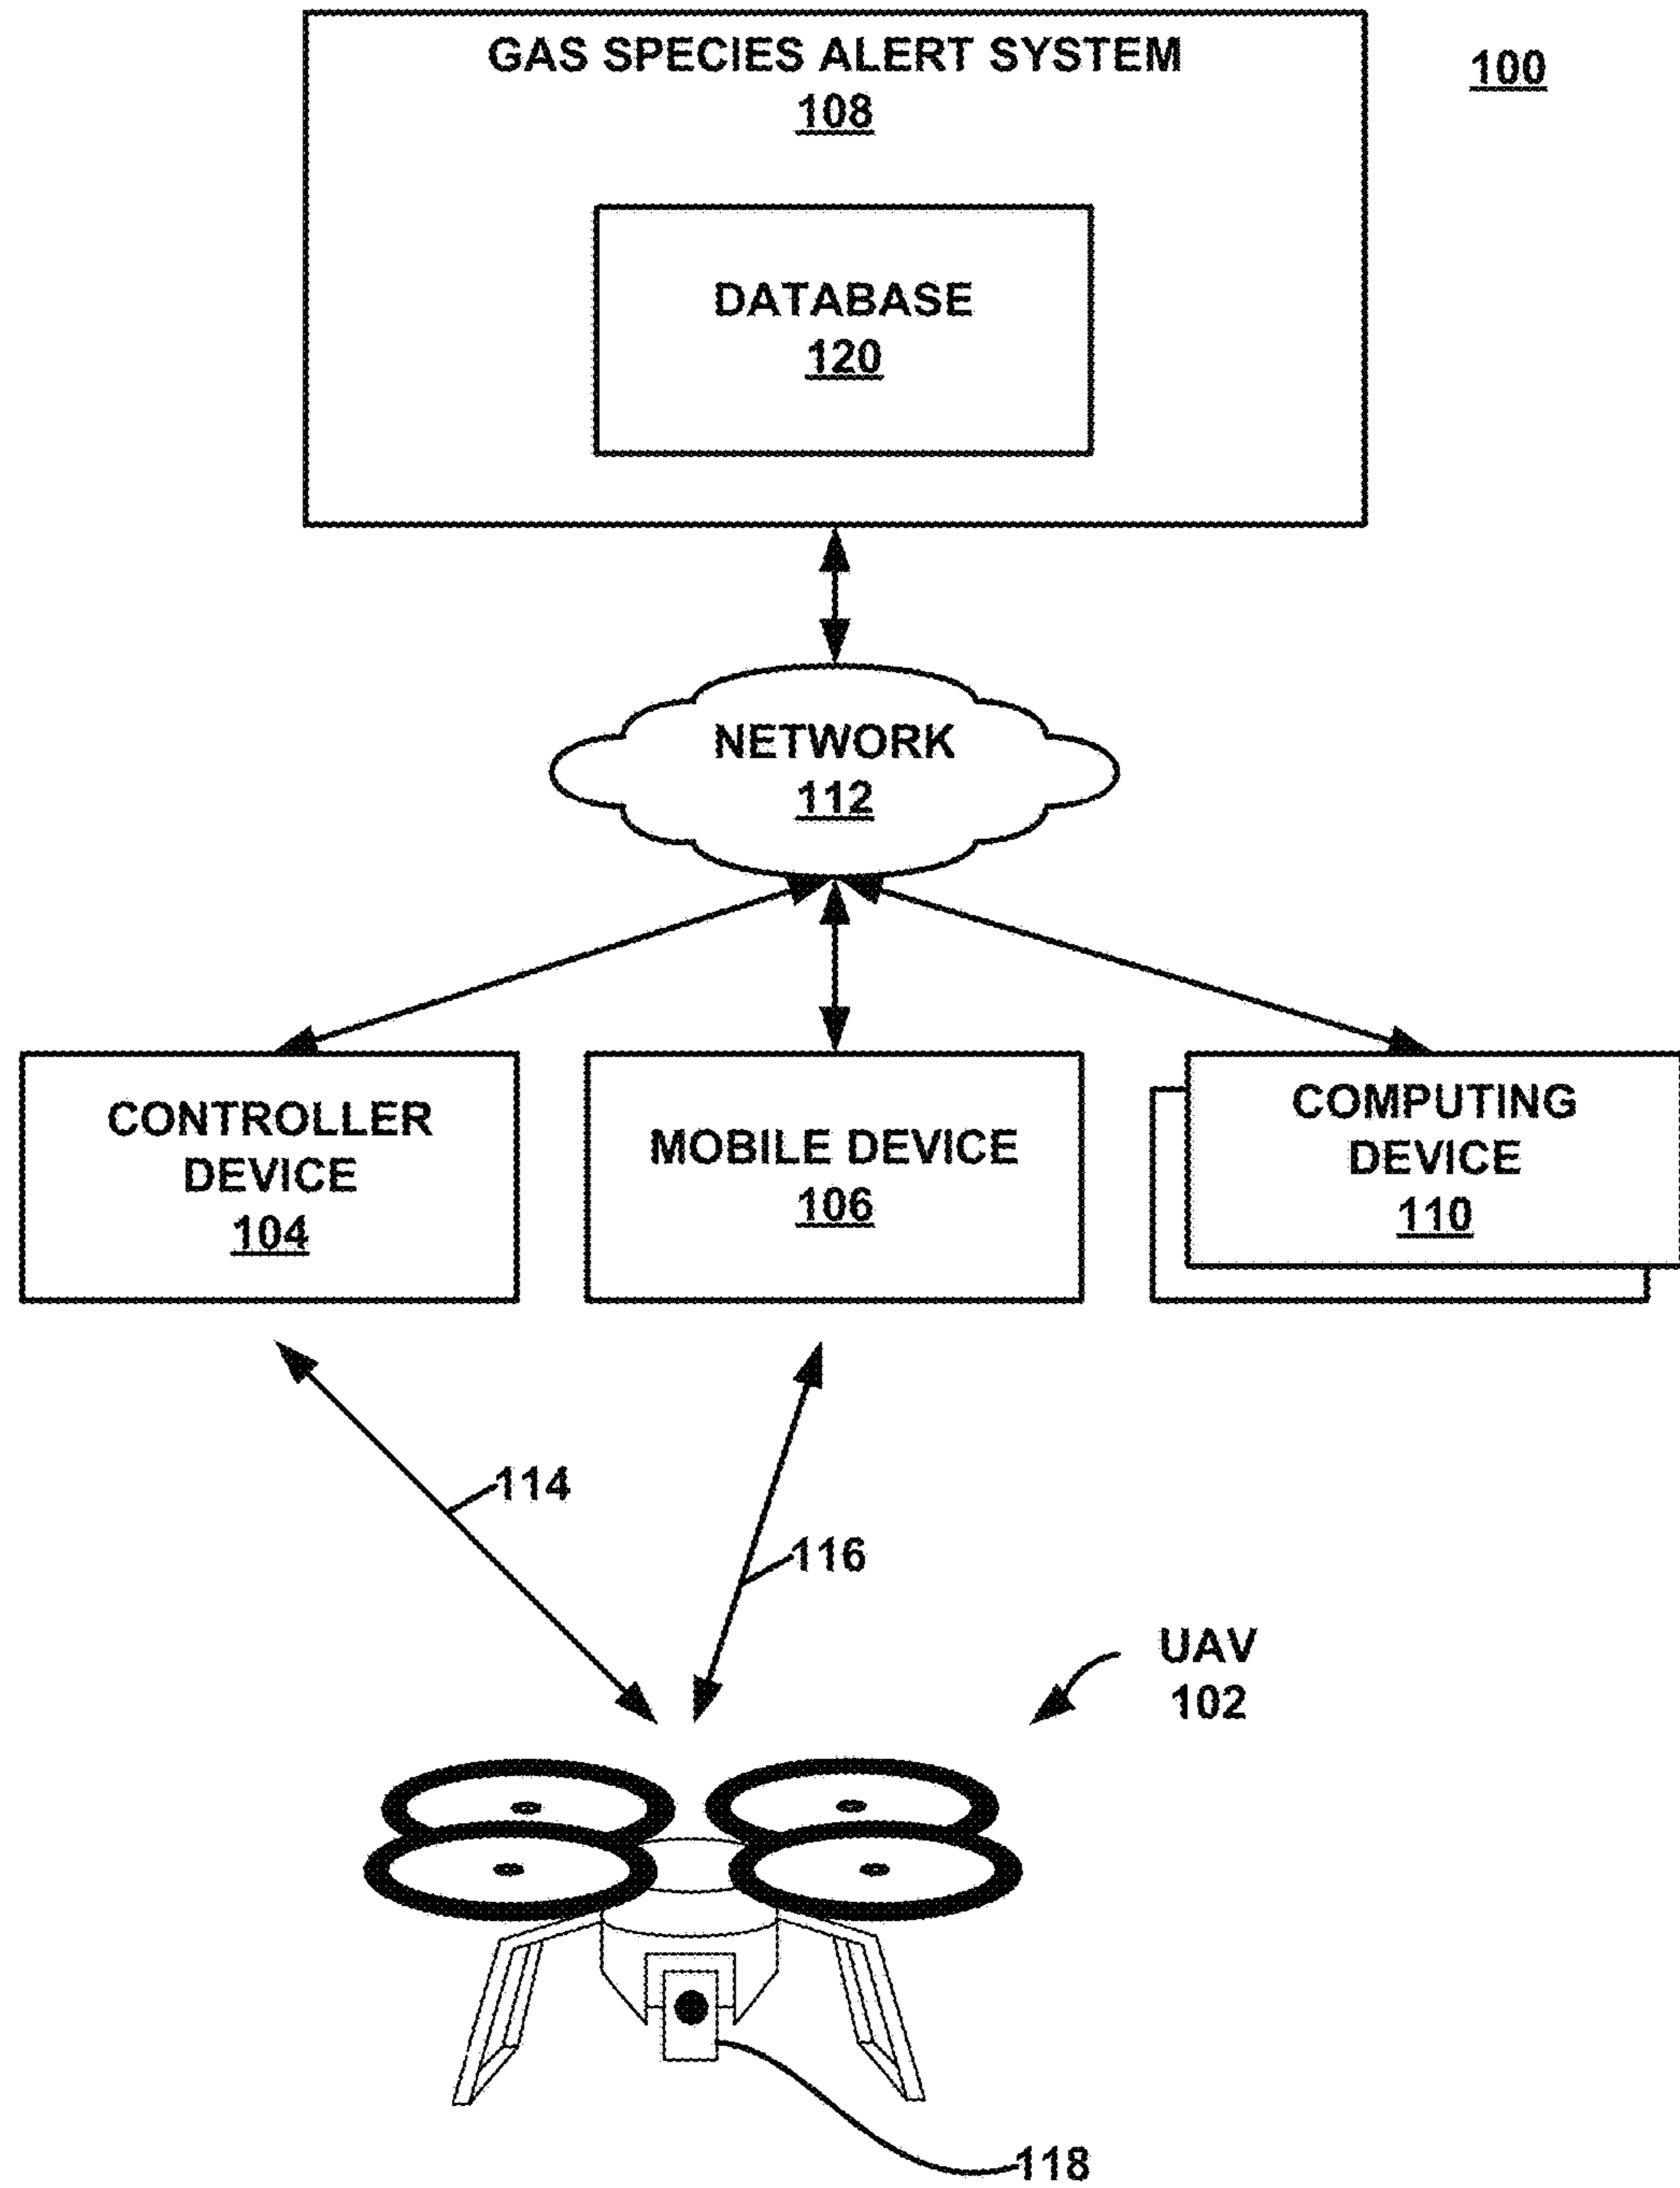 GAS SPECIES ALERT SYSTEM
108
100
DATABASE
120
NETWORK
112
CONTROLLER
DEVICE
104
MOBILE DEVICE
106
COMPUTING
DEVICE
110
114
116
UAV
102
118